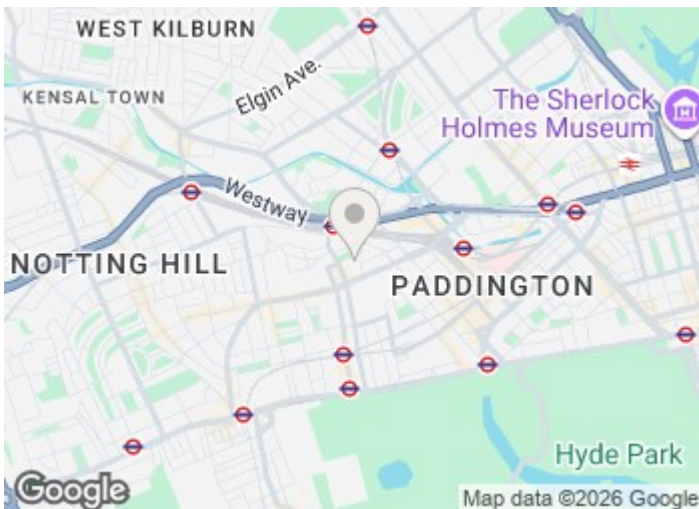 WEST KILBURN
Elgin Ave.
KENSAL TOWN
The Sherlock
Holmes Museum
Westway
NOTTING HILL
PADDINGTON
Hyde Park
Google
Map data ©2026 Google